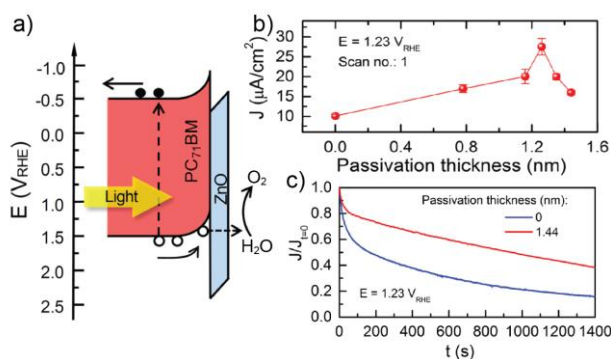 a)
E (V_RHE)
-1.0
-0.5
0.0
0.5
1.0
1.5
2.0
2.5
Light
PC₇₁BM
ZnO
O₂
H₂O
b)
J (μA/cm²)
30
25
20
15
10
E = 1.23 V_RHE
Scan no.: 1
0.0 0.4 0.8 1.2 1.6
Passivation thickness (nm)
c)
J/J_t=0
1.0
0.8
0.6
0.4
0.2
0.0
Passivation thickness (nm):
0
1.44
E = 1.23 V_RHE
0 200 400 600 800 1000 1200 1400
t (s)